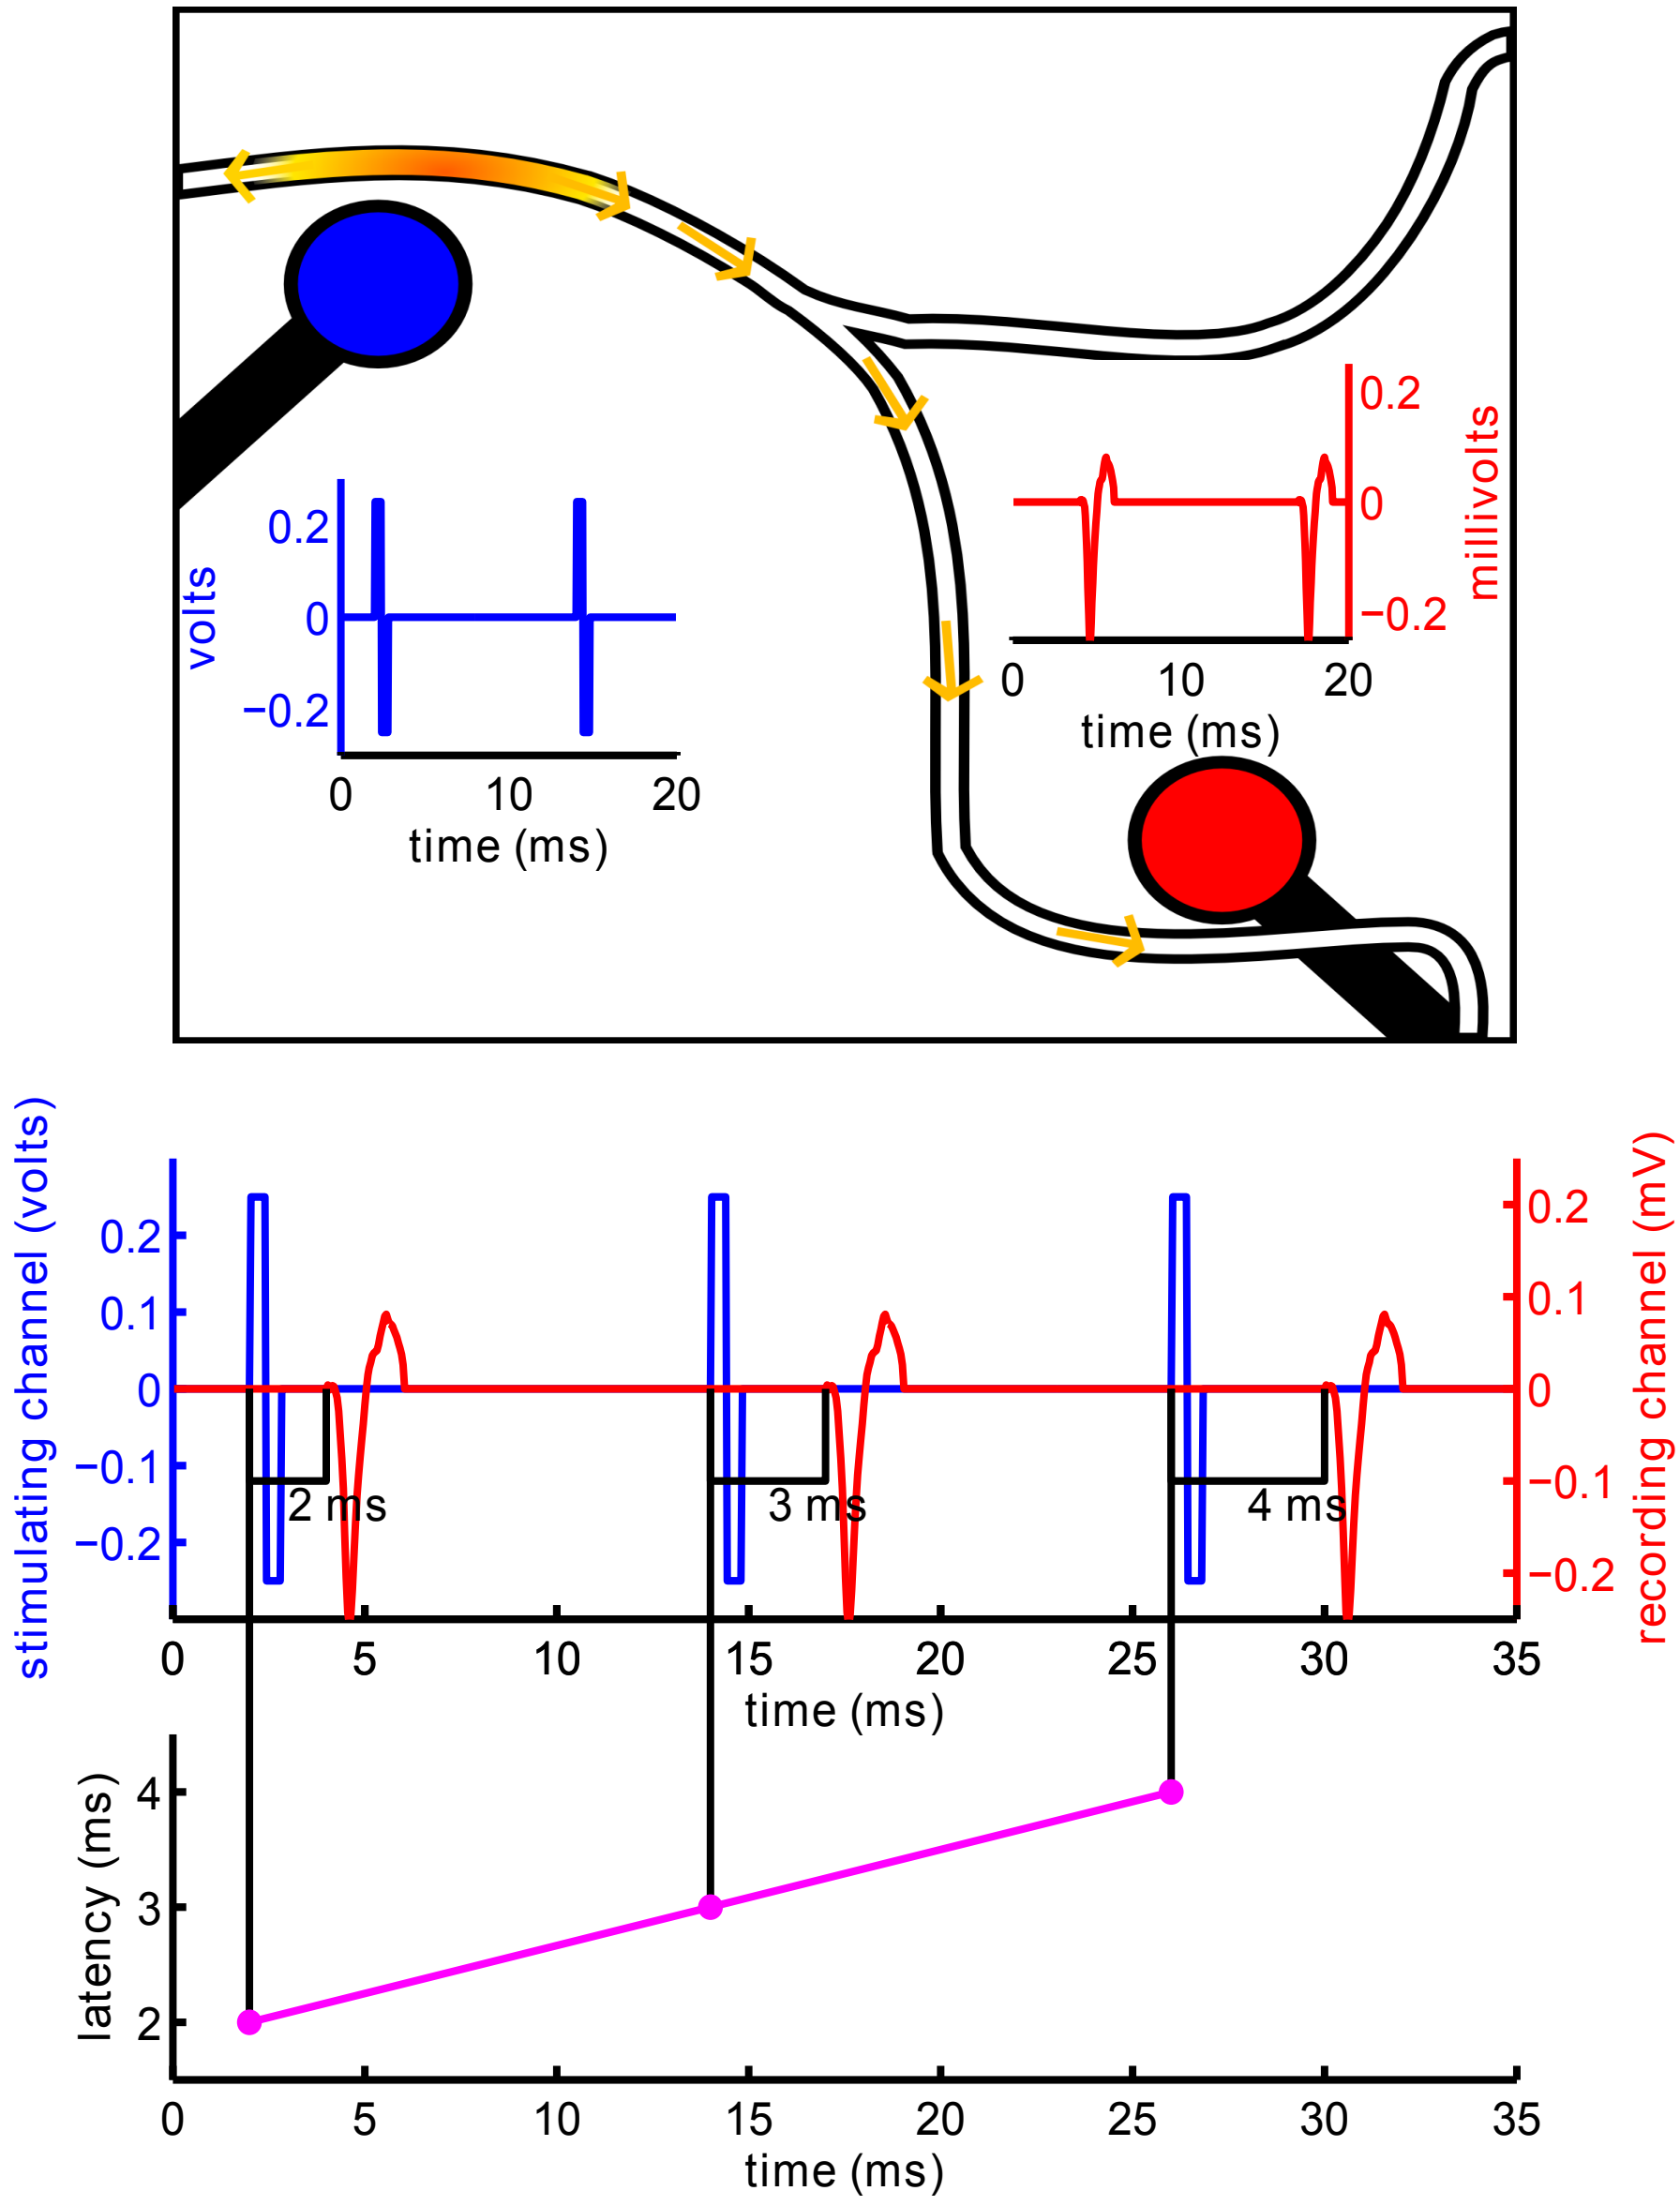 0.2
0
−0.2
millivolts
0 10 20
time (ms)
0.2
0
−0.2
volts
0 10 20
time (ms)
stimulating channel (volts)
0.2
0.1
0
−0.1
−0.2
2 ms
3 ms
4 ms
0.2
0.1
0
−0.1
−0.2
recording channel (mV)
0 5 10 15 20 25 30 35
time (ms)
latency (ms)
4
3
2
0 5 10 15 20 25 30 35
time (ms)